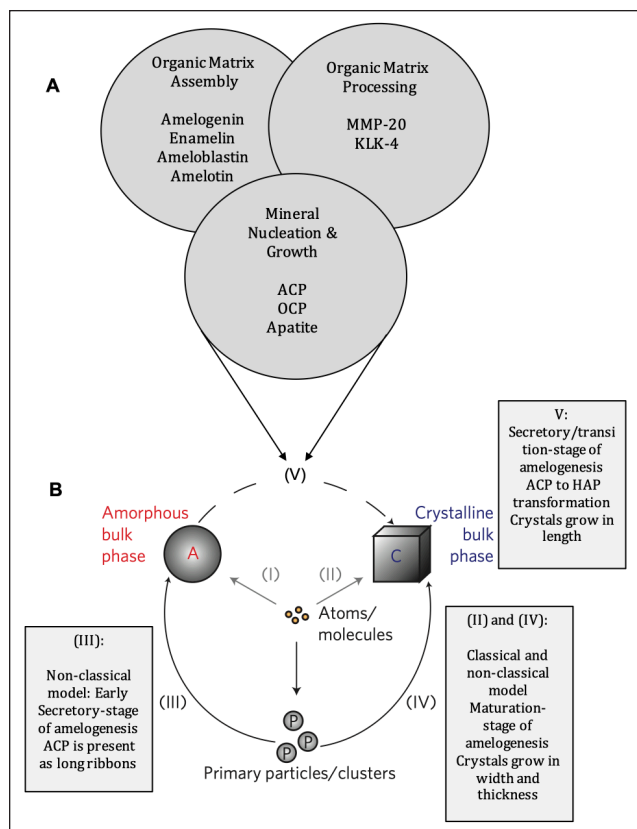 A
Organic Matrix
Assembly
Amelogenin
Enamelin
Ameloblastin
Amelotin
Organic Matrix
Processing
MMP-20
KLK-4
Mineral
Nucleation &
Growth
ACP
OCP
Apatite
V:
Secretory/transi
tion-stage of
amelogenesis
ACP to HAP
transformation
Crystals grow in
length
B
(V)
Amorphous
bulk
phase
A
Crystalline
bulk
phase
C
(I)
(II)
Atoms/
molecules
(III):
Non-classical
model: Early
Secretory-stage
of amelogenesis
ACP is present
as long ribbons
(III)
(IV)
(II) and (IV):
Classical and
non-classical
model
Maturation-
stage of
amelogenesis
Crystals grow in
width and
thickness
P
P
P
Primary particles/clusters